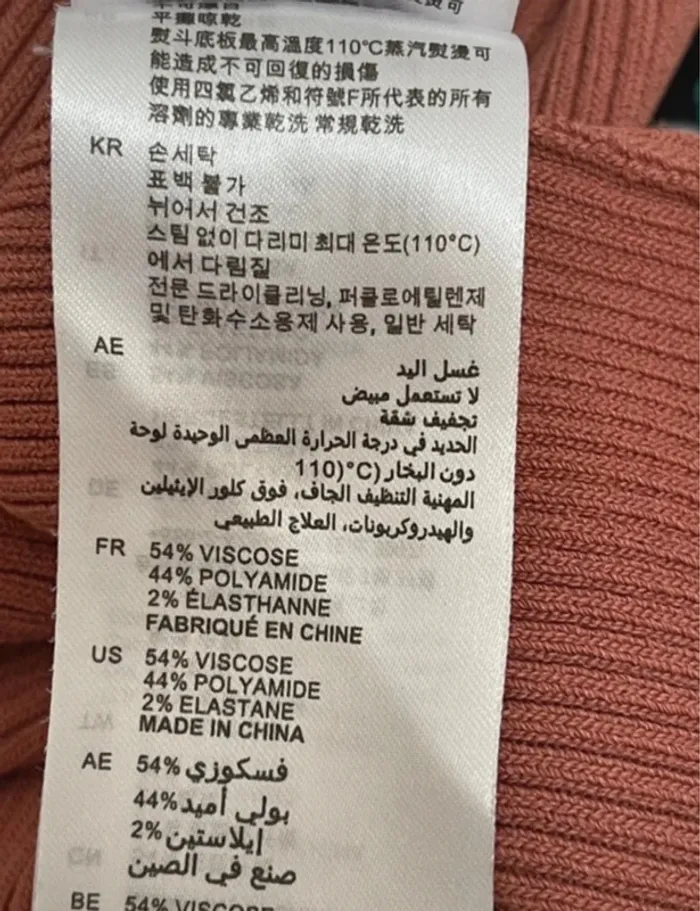 平攤晾乾
熨斗底板最高溫度110°C蒸汽熨燙可
能造成不可回復的損傷
使用四氯乙烯和符號F所代表的所有
溶劑的專業乾洗 常規乾洗
KR 손세탁
표백 불가
뉘어서 건조
스팀 없이 다리미 최대 온도(110°C)
에서 다림질
전문 드라이클리닝, 퍼클로에틸렌제
및 탄화수소용제 사용, 일반 세탁
AE غسل اليد
لا تستعمل مبيض
تجفيف شقة
الحديد في درجة الحرارة العظمى الوحيدة لوحة
دون البخار (C°)110
المهنية التنظيف الجاف، فوق كلور الإيثيلين
والهيدروكربونات، العلاج الطبيعي
FR 54% VISCOSE
44% POLYAMIDE
2% ÉLASTHANNE
FABRIQUÉ EN CHINE
US 54% VISCOSE
44% POLYAMIDE
2% ELASTANE
MADE IN CHINA
AE 54% فسكوزي
44% بولي أميد
2% إيلاستين
صنع في الصين
BE 54% VISCOSE